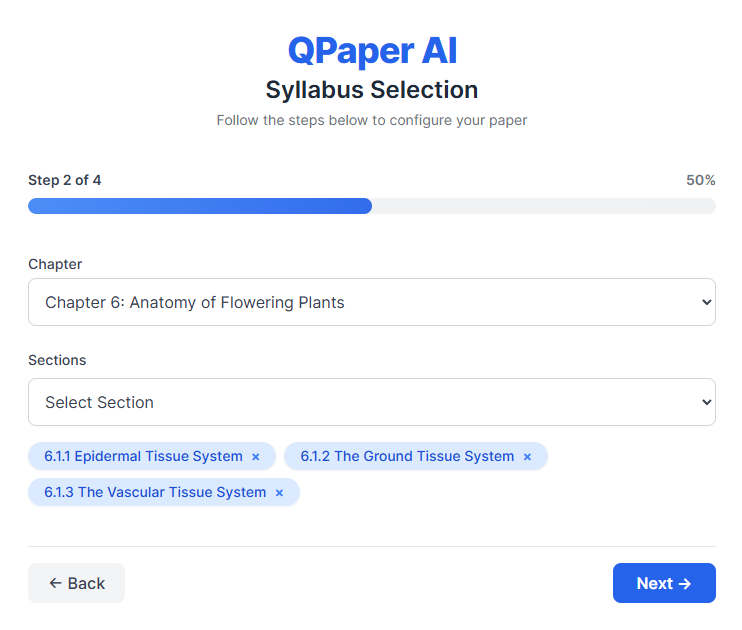 QPaper AI
Syllabus Selection
Follow the steps below to configure your paper
Step 2 of 4 50%
Chapter
Chapter 6: Anatomy of Flowering Plants
Sections
Select Section
6.1.1 Epidermal Tissue System × 6.1.2 The Ground Tissue System ×
6.1.3 The Vascular Tissue System ×
← Back Next →